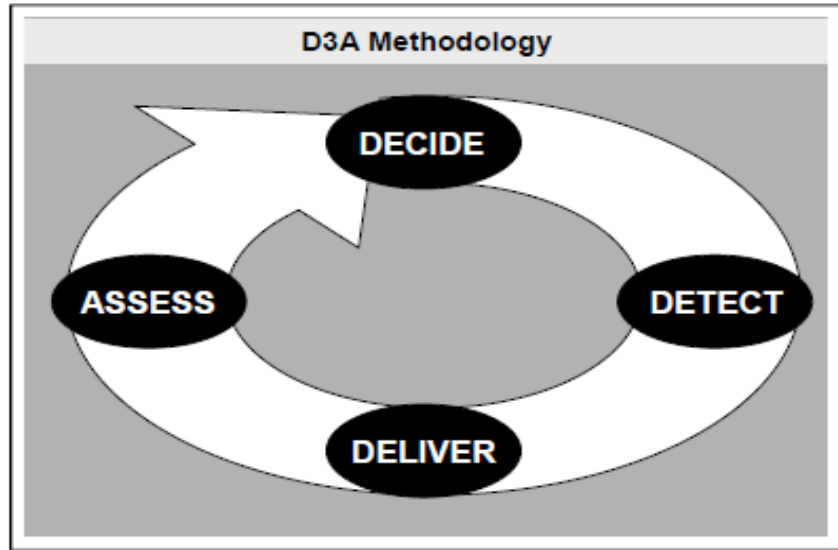 D3A Methodology
DECIDE
DETECT
DELIVER
ASSESS